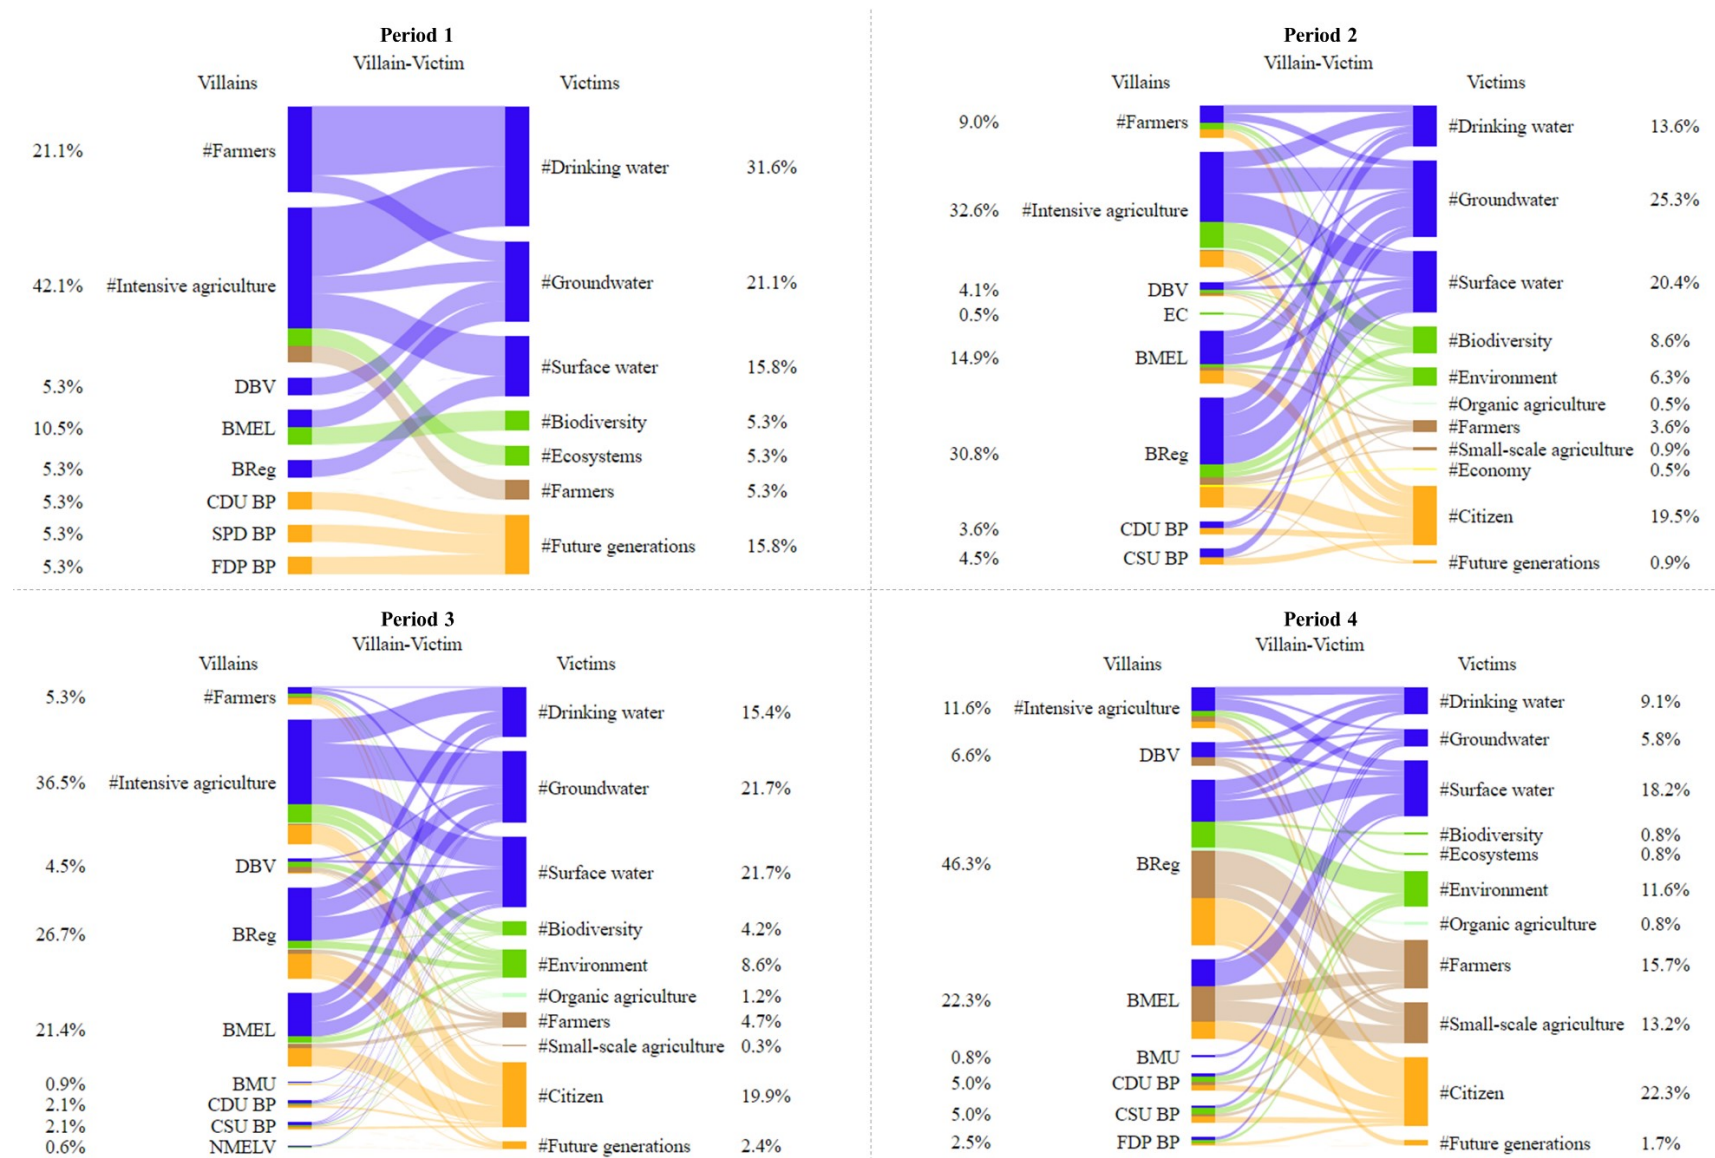 Period 1
Villain-Victim
Villains Victims
21.1% #Farmers
#Drinking water 31.6%
42.1% #Intensive agriculture
#Groundwater 21.1%
#Surface water 15.8%
5.3% DBV
#Biodiversity 5.3%
10.5% BMEL
#Ecosystems 5.3%
5.3% BReg
#Farmers 5.3%
5.3% CDU BP
5.3% SPD BP
#Future generations 15.8%
5.3% FDP BP
Period 2
Villain-Victim
Villains Victims
9.0% #Farmers
#Drinking water 13.6%
#Groundwater 25.3%
32.6% #Intensive agriculture
#Surface water 20.4%
4.1% DBV
0.5% EC
#Biodiversity 8.6%
14.9% BMEL
#Environment 6.3%
#Organic agriculture 0.5%
#Farmers 3.6%
#Small-scale agriculture 0.9%
30.8% BReg
#Economy 0.5%
#Citizen 19.5%
3.6% CDU BP
4.5% CSU BP
#Future generations 0.9%
Period 3
Villain-Victim
Villains Victims
5.3% #Farmers
#Drinking water 15.4%
36.5% #Intensive agriculture
#Groundwater 21.7%
4.5% DBV
#Surface water 21.7%
#Biodiversity 4.2%
26.7% BReg
#Environment 8.6%
#Organic agriculture 1.2%
#Farmers 4.7%
21.4% BMEL
#Small-scale agriculture 0.3%
0.9% BMU
#Citizen 19.9%
2.1% CDU BP
2.1% CSU BP
0.6% NMELV
#Future generations 2.4%
Period 4
Villain-Victim
Villains Victims
#Drinking water 9.1%
11.6% #Intensive agriculture
#Groundwater 5.8%
6.6% DBV
#Surface water 18.2%
#Biodiversity 0.8%
#Ecosystems 0.8%
46.3% BReg
#Environment 11.6%
#Organic agriculture 0.8%
#Farmers 15.7%
22.3% BMEL
#Small-scale agriculture 13.2%
0.8% BMU
5.0% CDU BP
#Citizen 22.3%
5.0% CSU BP
2.5% FDP BP
#Future generations 1.7%